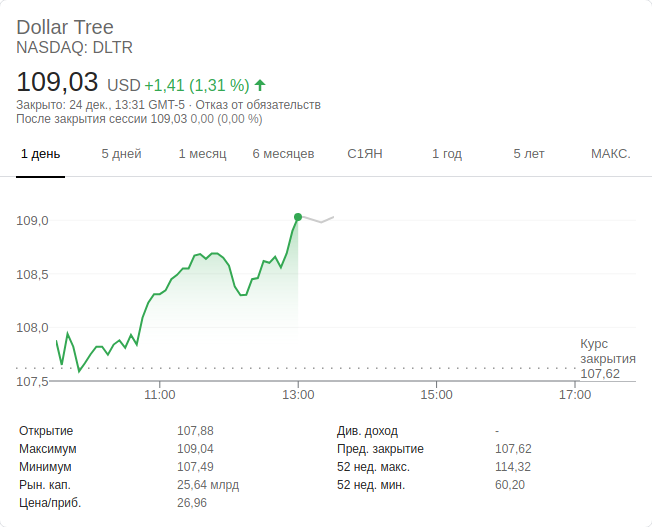 Dollar Tree
NASDAQ: DLTR
109,03 USD +1,41 (1,31 %) ↑
Закрыто: 24 дек., 13:31 GMT-5 · Отказ от обязательств
После закрытия сессии 109,03 0,00 (0,00 %)
1 день 5 дней 1 месяц 6 месяцев С1ЯН 1 год 5 лет МАКС.
109,0
108,5
108,0
107,5
Курс
закрытия
107,62
11:00 13:00 15:00 17:00
Открытие 107,88 Див. доход -
Максимум 109,04 Пред. закрытие 107,62
Минимум 107,49 52 нед. макс. 114,32
Рын. кап. 25,64 млрд 52 нед. мин. 60,20
Цена/приб. 26,96